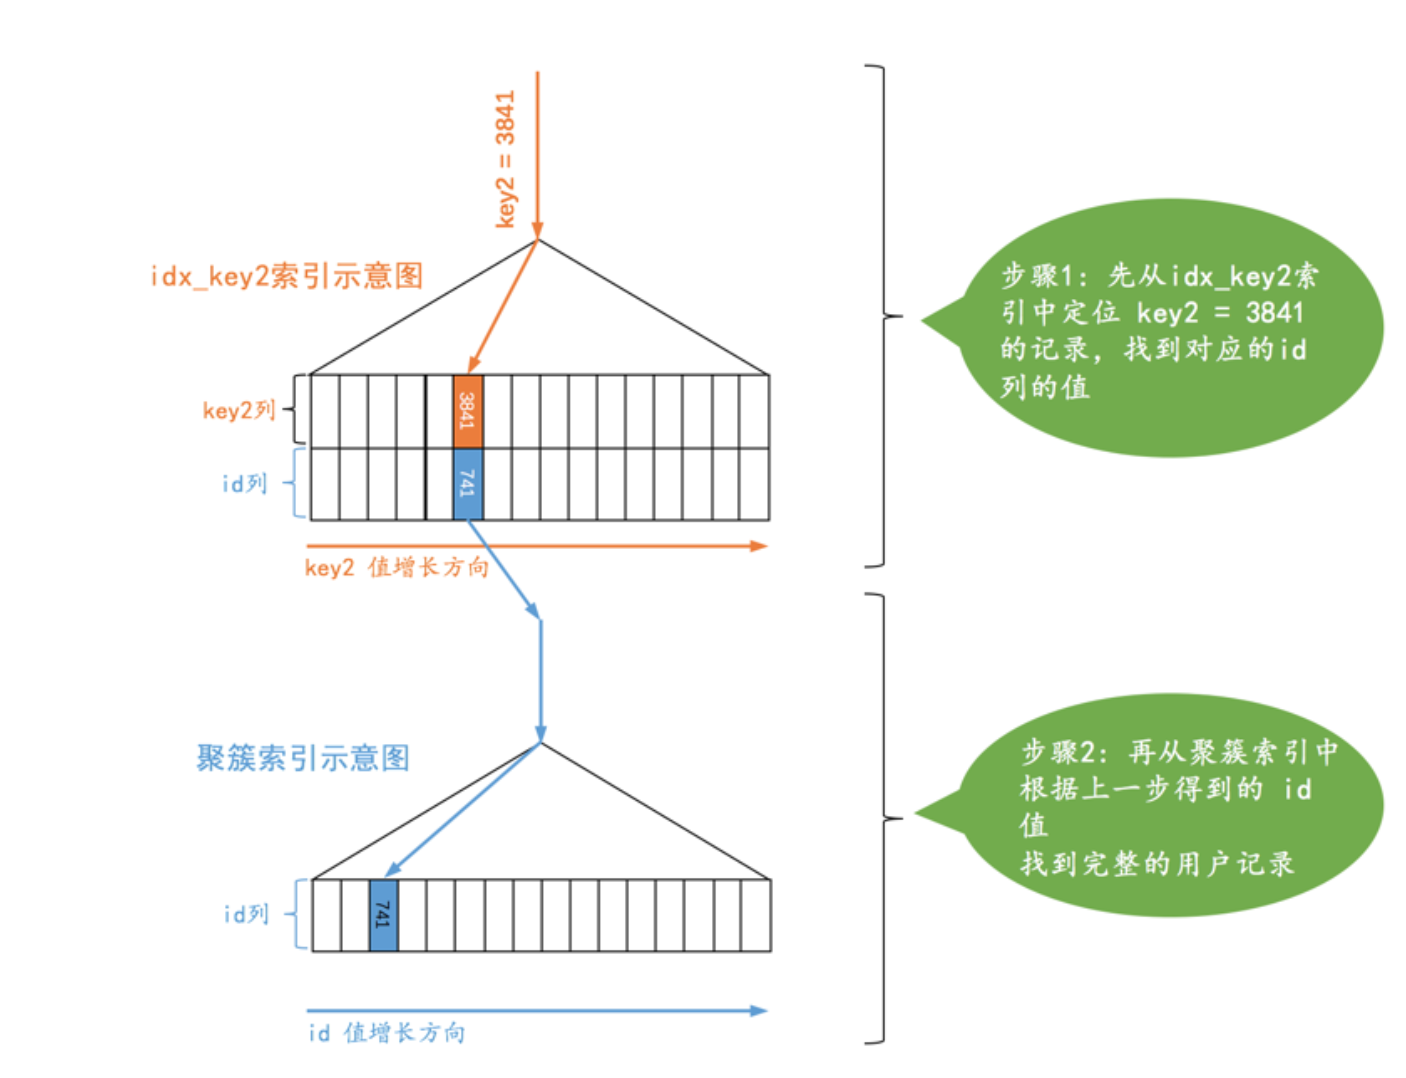 key2 = 3841
idx_key2索引示意图
步骤1：先从idx_key2索
引中定位 key2 = 3841
的记录，找到对应的id
列的值
key2列
3841
id列
741
key2 值增长方向
聚簇索引示意图
步骤2：再从聚簇索引中
根据上一步得到的 id
值
找到完整的用户记录
id列
741
id 值增长方向